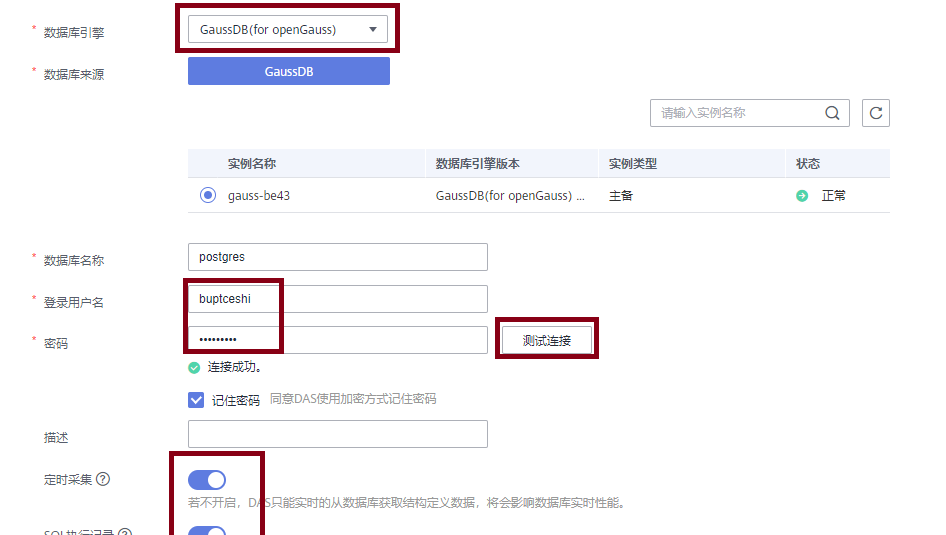 * 数据库引擎 GaussDB(for openGauss)
* 数据库来源 GaussDB
请输入实例名称
实例名称 数据库引擎版本 实例类型 状态
gauss-be43 GaussDB(for openGauss) ... 主备 正常
* 数据库名称 postgres
* 登录用户名 buptceshi
* 密码 ••••••••• 测试连接
连接成功。
记住密码 同意DAS使用加密方式记住密码
描述
定时采集 ?
若不开启，DAS只能实时的从数据库获取结构定义数据，将会影响数据库实时性能。
SQL执行记录 ?